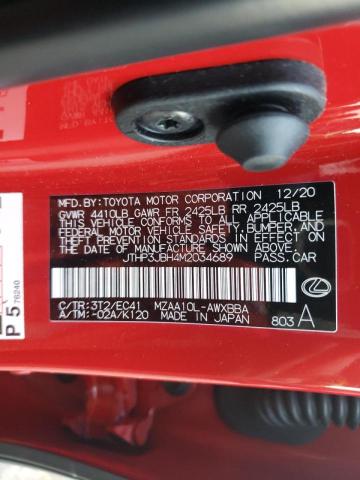 MFD. BY: TOYOTA MOTOR CORPORATION 12/20
GVWR 4410LB GAWR FR 2425LB RR 2425LB
THIS VEHICLE CONFORMS TO ALL APPLICABLE
FEDERAL MOTOR VEHICLE SAFETY, BUMPER, AND
THEFT PREVENTION STANDARDS IN EFFECT ON
THE DATE OF MANUFACTURE SHOWN ABOVE.
JTHP3JBH4M2034689 PASS.CAR
C/TR: 3T2/EC41 MZAA10L-AWXBBA
A/TM: -02A/K120 MADE IN JAPAN 803 A
P5
76240